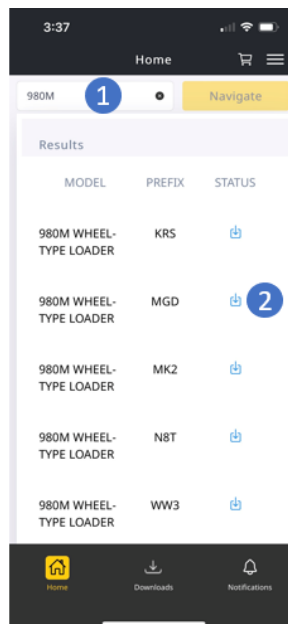 3:37
Home
980M 1 Navigate
Results
MODEL PREFIX STATUS
980M WHEEL- KRS
TYPE LOADER
980M WHEEL- MGD 2
TYPE LOADER
980M WHEEL- MK2
TYPE LOADER
980M WHEEL- N8T
TYPE LOADER
980M WHEEL- WW3
TYPE LOADER
Home Downloads Notifications